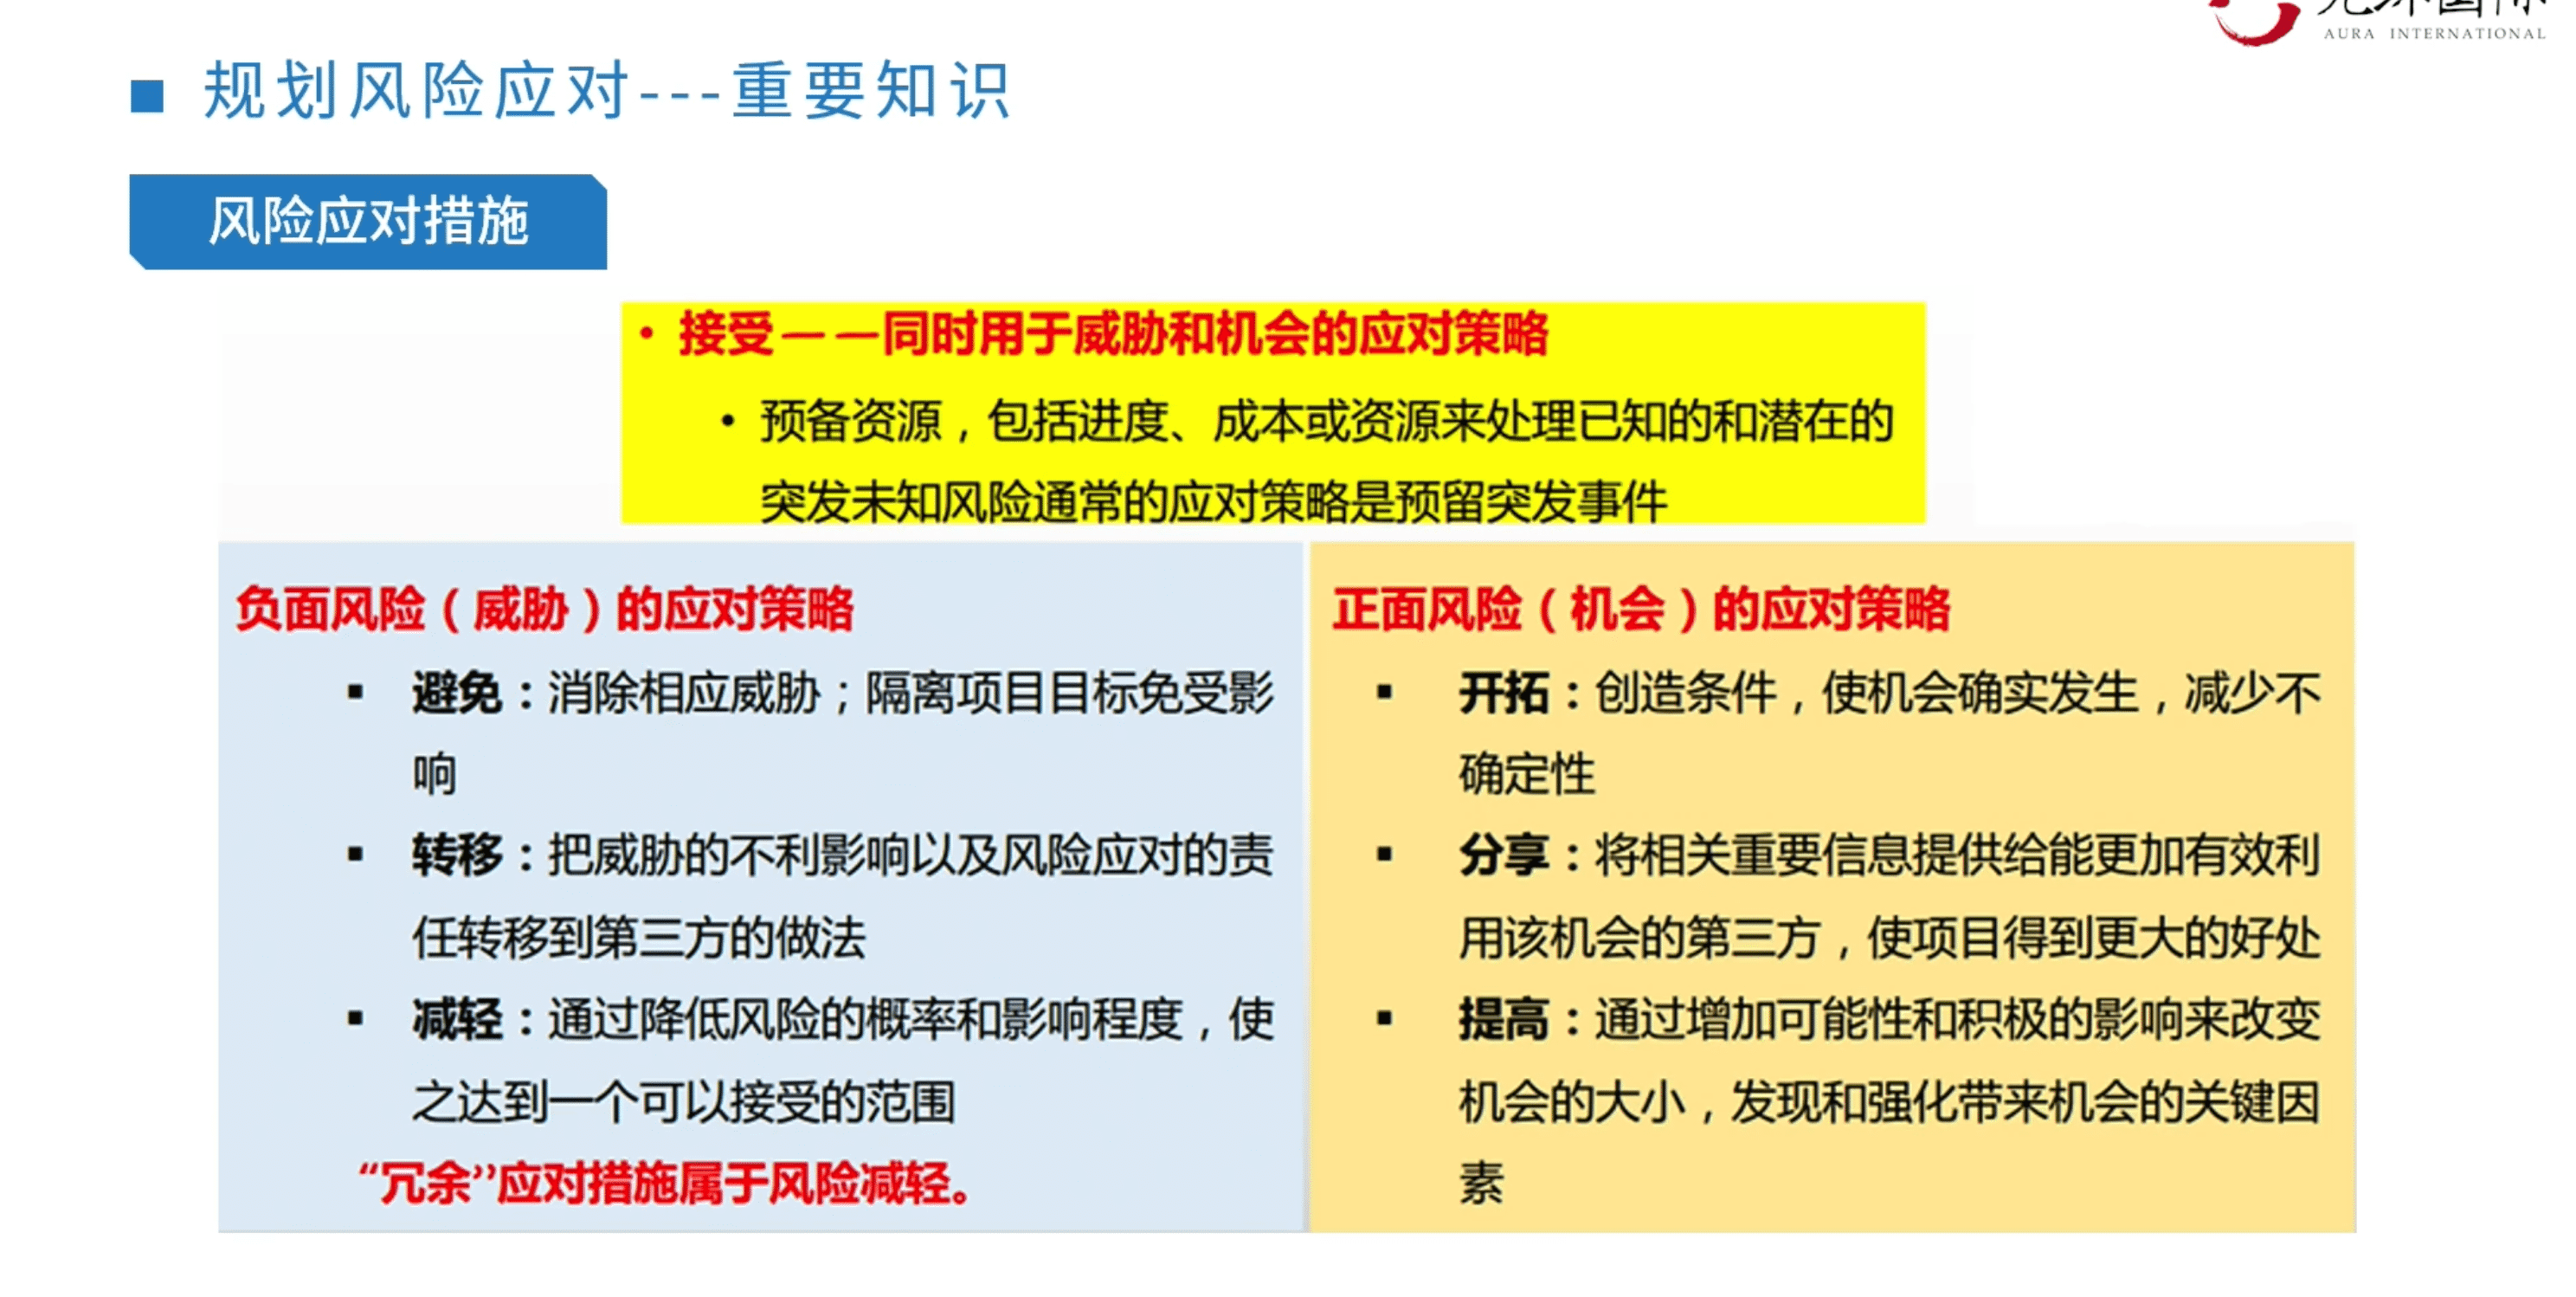 AURA INTERNATIONAL
规划风险应对---重要知识
风险应对措施
• 接受——同时用于威胁和机会的应对策略
• 预备资源，包括进度、成本或资源来处理已知的和潜在的
突发未知风险通常的应对策略是预留突发事件
负面风险（威胁）的应对策略
▪ 避免：消除相应威胁；隔离项目目标免受影
响
▪ 转移：把威胁的不利影响以及风险应对的责
任转移到第三方的做法
▪ 减轻：通过降低风险的概率和影响程度，使
之达到一个可以接受的范围
“冗余”应对措施属于风险减轻。
正面风险（机会）的应对策略
▪ 开拓：创造条件，使机会确实发生，减少不
确定性
▪ 分享：将相关重要信息提供给能更加有效利
用该机会的第三方，使项目得到更大的好处
▪ 提高：通过增加可能性和积极的影响来改变
机会的大小，发现和强化带来机会的关键因
素